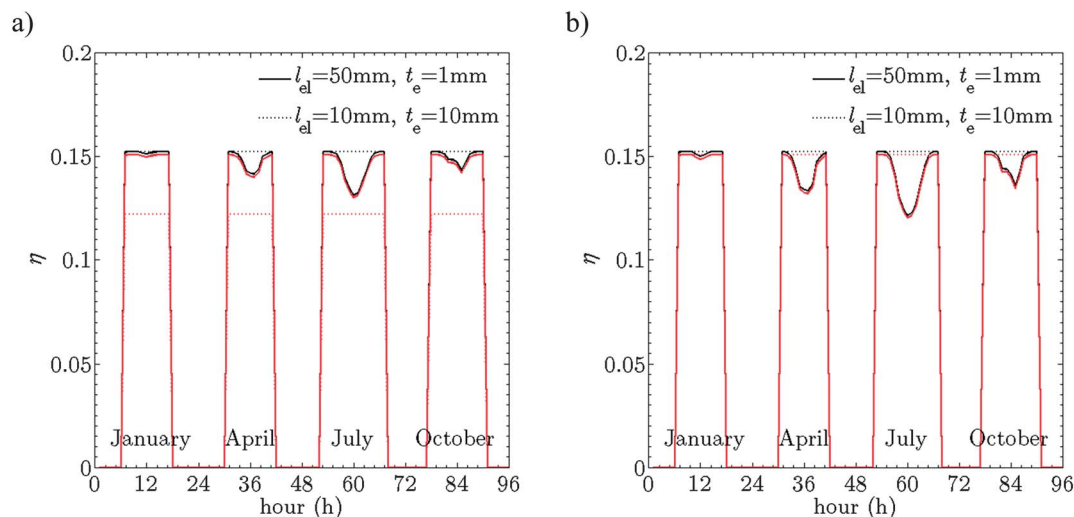 a)
0.2
0.15
0.1
0.05
0
η
l_el=50mm, t_e=1mm
l_el=10mm, t_e=10mm
January April July October
0 12 24 36 48 60 72 84 96
hour (h)
b)
0.2
0.15
0.1
0.05
0
η
l_el=50mm, t_e=1mm
l_el=10mm, t_e=10mm
January April July October
0 12 24 36 48 60 72 84 96
hour (h)